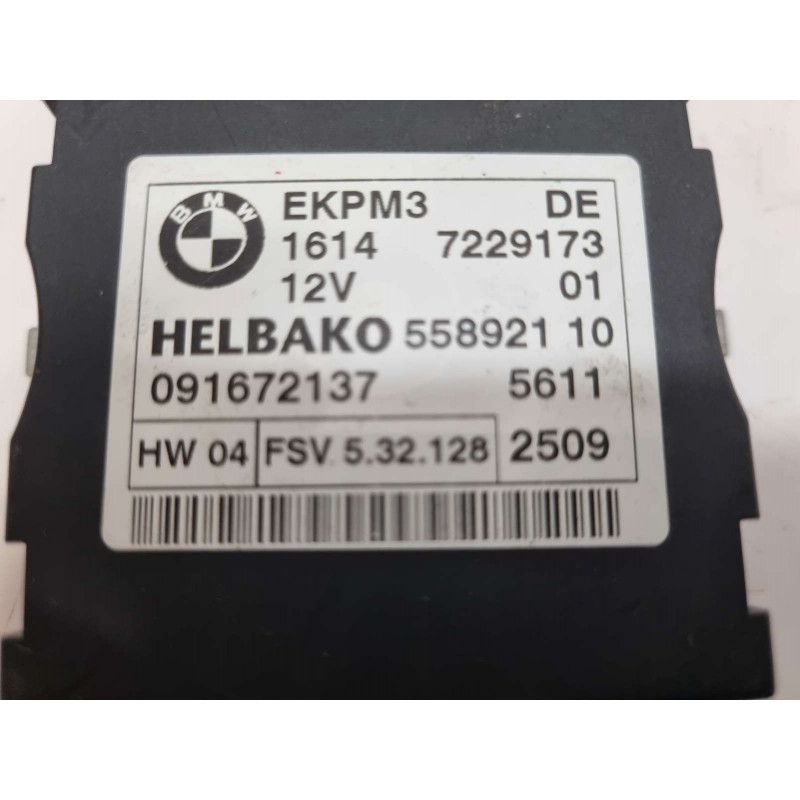 BMW EKPM3 DE
1614 7229173
12V 01
HELBAKO 558921 10
091672137 5611
HW 04 FSV 5.32.128 2509